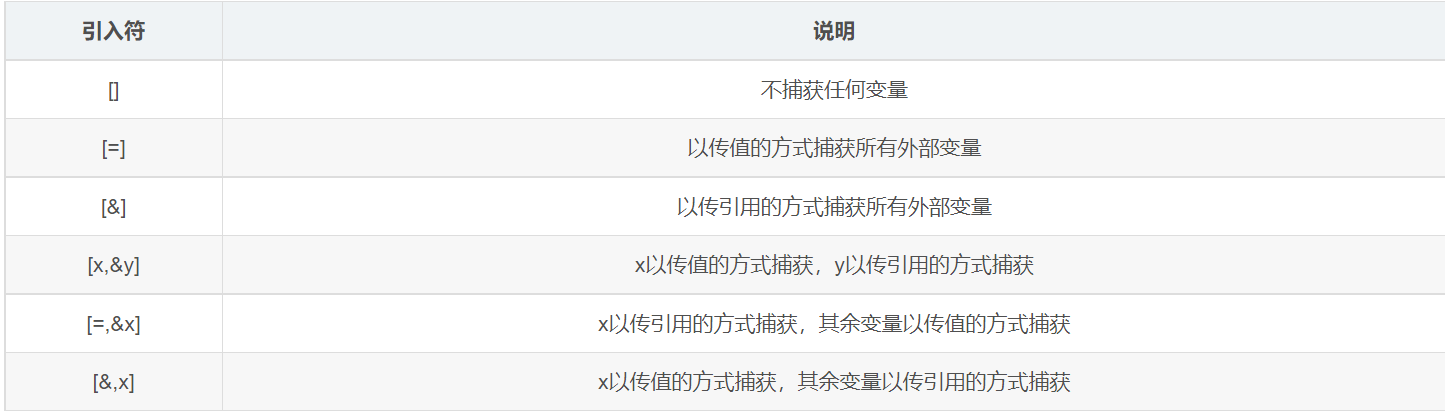 引入符 说明
[] 不捕获任何变量
[=] 以传值的方式捕获所有外部变量
[&] 以传引用的方式捕获所有外部变量
[x,&y] x以传值的方式捕获，y以传引用的方式捕获
[=,&x] x以传引用的方式捕获，其余变量以传值的方式捕获
[&,x] x以传值的方式捕获，其余变量以传引用的方式捕获